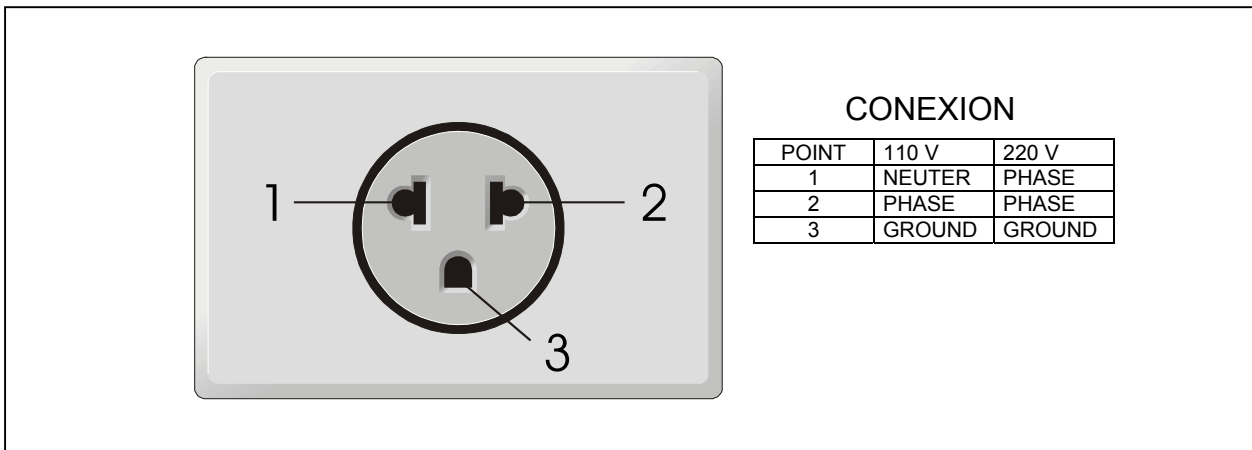 1
2
3
CONEXION
POINT 110 V 220 V
1 NEUTER PHASE
2 PHASE PHASE
3 GROUND GROUND